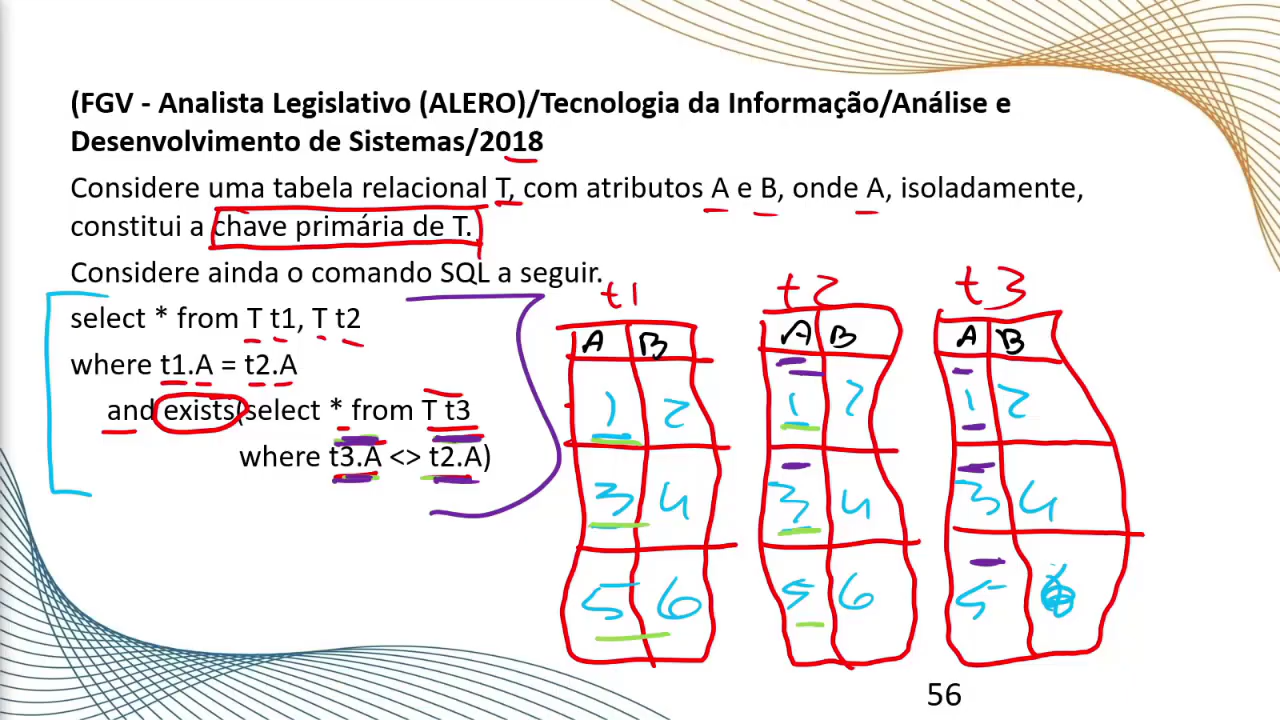 (FGV - Analista Legislativo (ALERO)/Tecnologia da Informação/Análise e
Desenvolvimento de Sistemas/2018
Considere uma tabela relacional T, com atributos A e B, onde A, isoladamente,
constitui a chave primária de T.
Considere ainda o comando SQL a seguir.
select * from T t1, T t2
where t1.A = t2.A
and exists(select * from T t3
where t3.A <> t2.A)
t1 t2 t3
A B A B A B
1 2 1 2 1 2
3 4 3 4 3 4
5 6 5 6 5
56